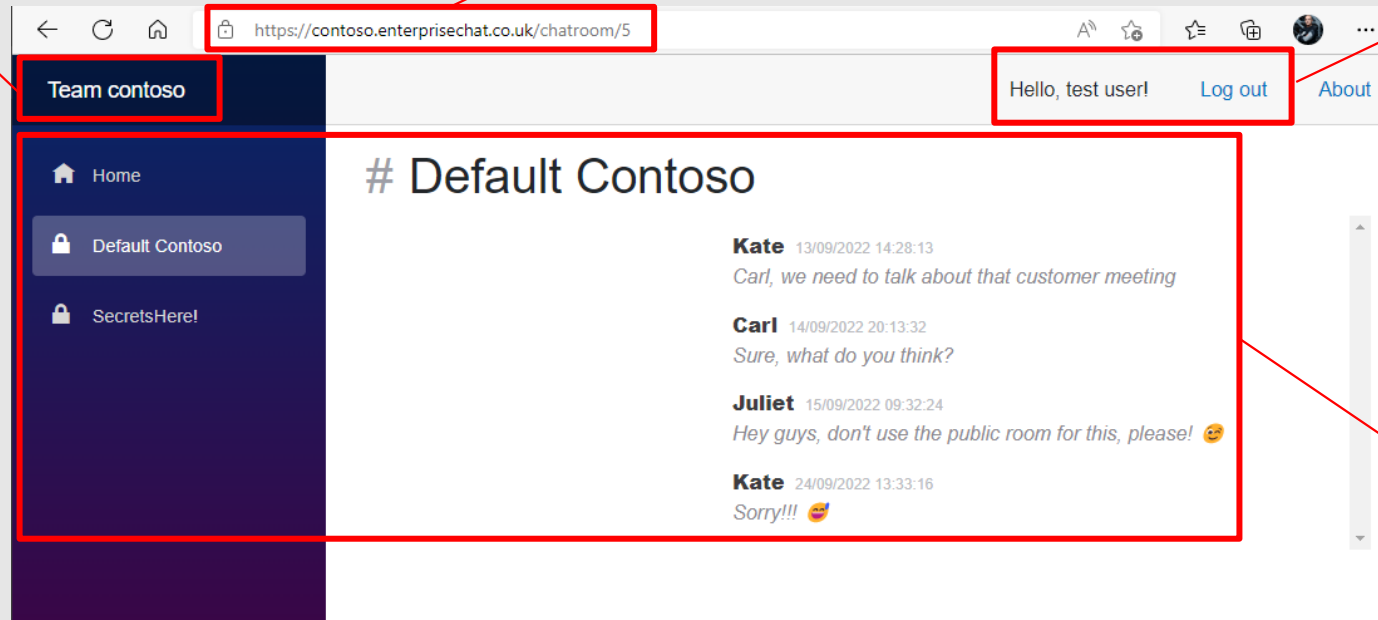 https://contoso.enterprisechat.co.uk/chatroom/5
Team contoso
Hello, test user! Log out About
Home
Default Contoso
SecretsHere!
# Default Contoso
Kate 13/09/2022 14:28:13
Carl, we need to talk about that customer meeting
Carl 14/09/2022 20:13:32
Sure, what do you think?
Juliet 15/09/2022 09:32:24
Hey guys, don't use the public room for this, please! 😅
Kate 24/09/2022 13:33:16
Sorry!!! 😅